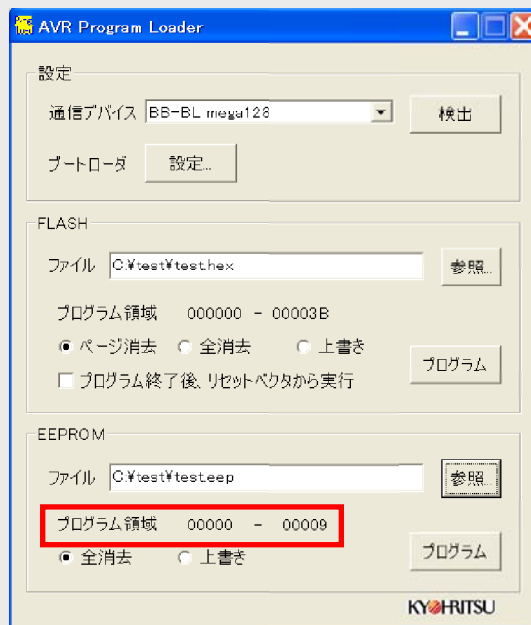 AVR Program Loader
設定
通信デバイス BB-BL mega128 検出
ブートローダ 設定...
FLASH
ファイル C:¥test¥test.hex 参照...
プログラム領域 000000 - 00003B
ページ消去 全消去 上書き
プログラム終了後、リセットベクタから実行
プログラム
EEPROM
ファイル C:¥test¥test.eep 参照...
プログラム領域 00000 - 00009
全消去 上書き
プログラム
KYOHRITSU